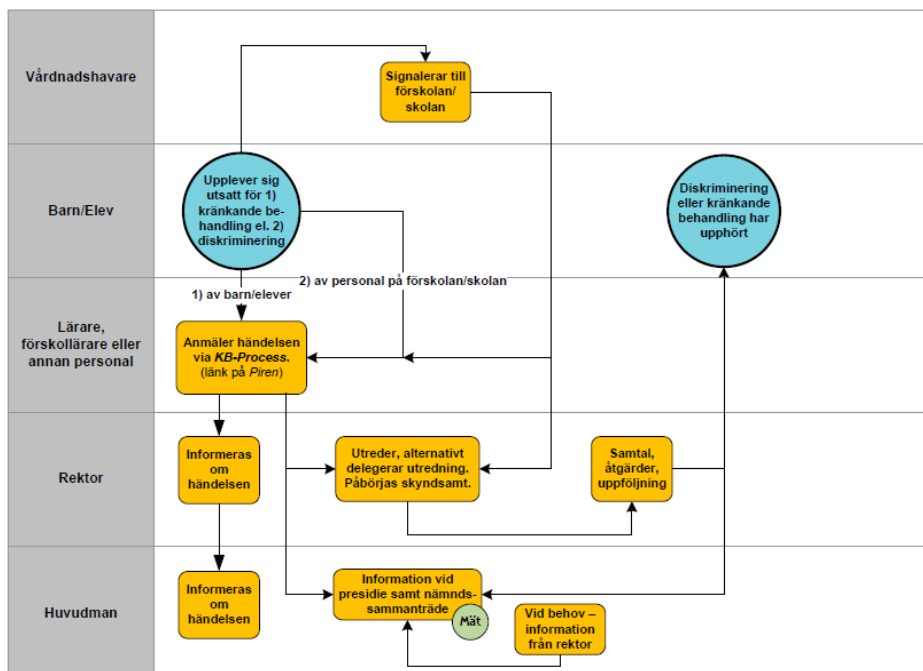 Vårdnadshavare
Signalerar till
förskolan/
skolan
Barn/Elev
Upplever sig
utsatt för 1)
kränkande be-
handling el. 2)
diskriminering
Diskriminering
eller kränkande
behandling har
upphört
2) av personal på förskolan/skolan
1) av barn/elever
Lärare,
förskollärare eller
annan personal
Anmäler händelsen
via KB-Process.
(länk på Piren)
Rektor
Informeras
om
händelsen
Utreder, alternativt
delegerar utredning.
Påbörjas skyndsamt.
Samtal,
åtgärder,
uppföljning
Huvudman
Informeras
om
händelsen
Information vid
presidie samt nämnds-
sammanträde
Mät
Vid behov –
information
från rektor